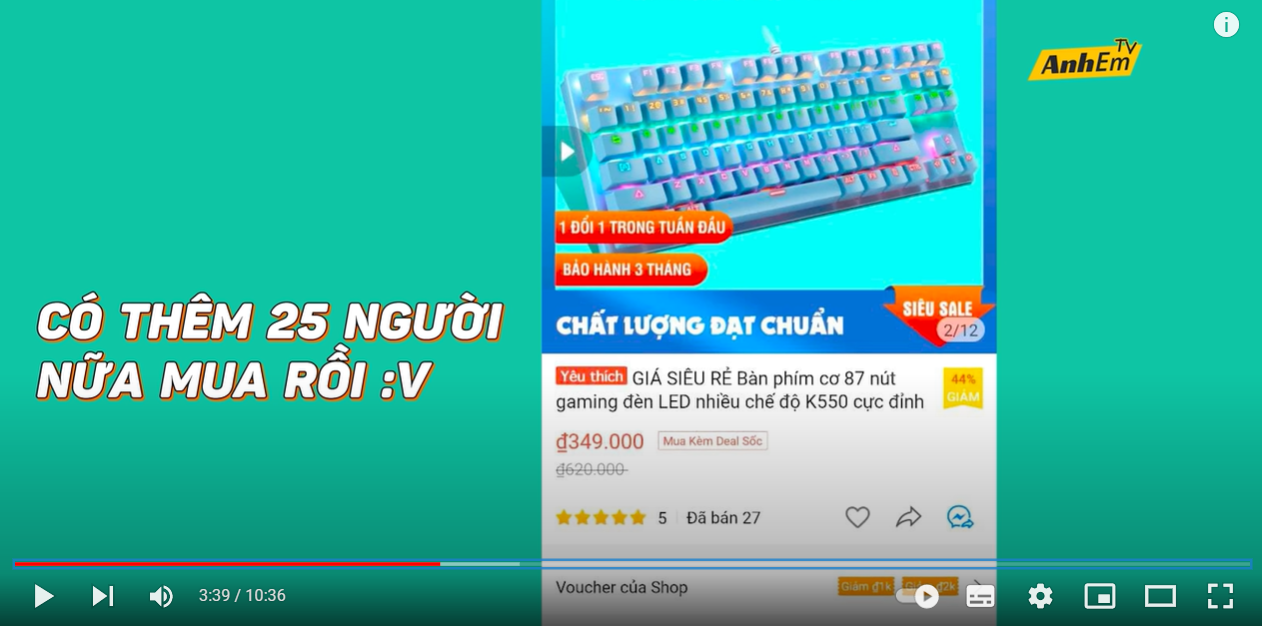 AnhEm TV
1 ĐỔI 1 TRONG TUẦN ĐẦU
BẢO HÀNH 3 THÁNG
CHẤT LƯỢNG ĐẠT CHUẨN
SIÊU SALE
2/12
CÓ THÊM 25 NGƯỜI
NỮA MUA RỒI :V
Yêu thích GIÁ SIÊU RẺ Bàn phím cơ 87 nút
gaming đèn LED nhiều chế độ K550 cực đỉnh
44%
GIẢM
₫349.000 Mua Kèm Deal Sốc
₫620.000
5 Đã bán 27
Voucher của Shop
Giảm ₫1k Giảm ₫2k
3:39 / 10:36